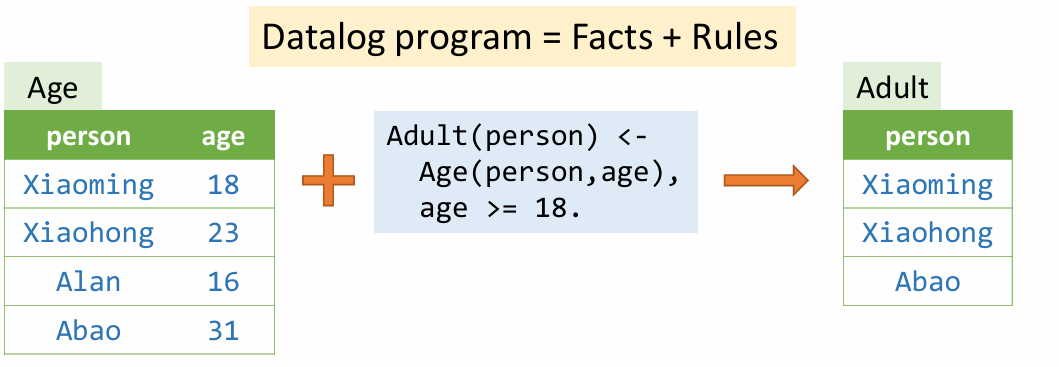 Datalog program = Facts + Rules
Age
person age
Xiaoming 18
Xiaohong 23
Alan 16
Abao 31
Adult(person) <-
Age(person,age),
age >= 18.
Adult
person
Xiaoming
Xiaohong
Abao